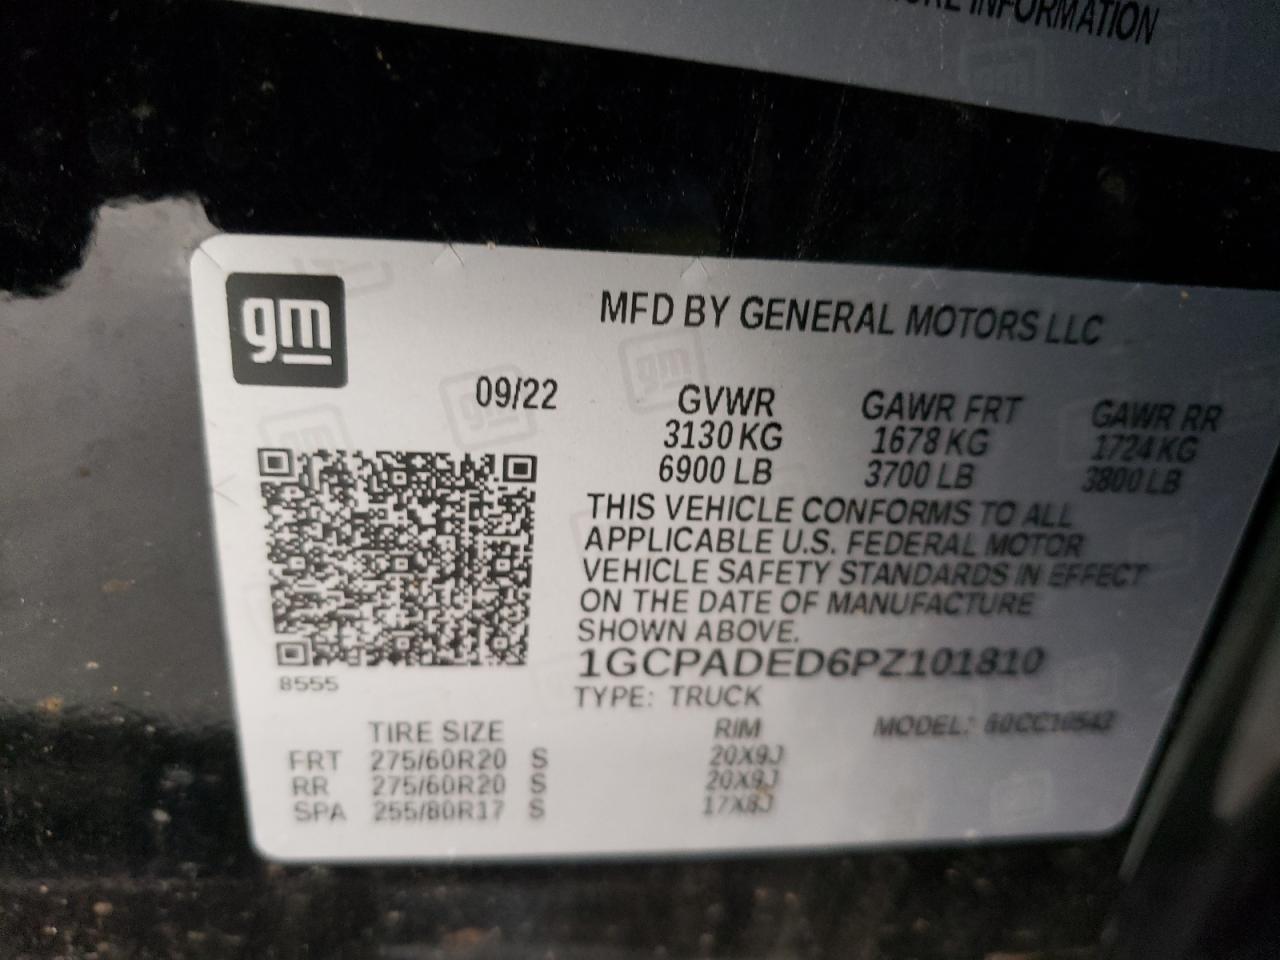 MORE INFORMATION
gm
MFD BY GENERAL MOTORS LLC
09/22 GVWR GAWR FRT GAWR RR
3130 KG 1678 KG 1724 KG
6900 LB 3700 LB 3800 LB
THIS VEHICLE CONFORMS TO ALL
APPLICABLE U.S. FEDERAL MOTOR
VEHICLE SAFETY STANDARDS IN EFFECT
ON THE DATE OF MANUFACTURE
SHOWN ABOVE.
1GCPADED6PZ101810
8555
TYPE: TRUCK
TIRE SIZE RIM MODEL:
FRT 275/60R20 S 20X9J
RR 275/60R20 S 20X9J
SPA 255/80R17 S 17X8J